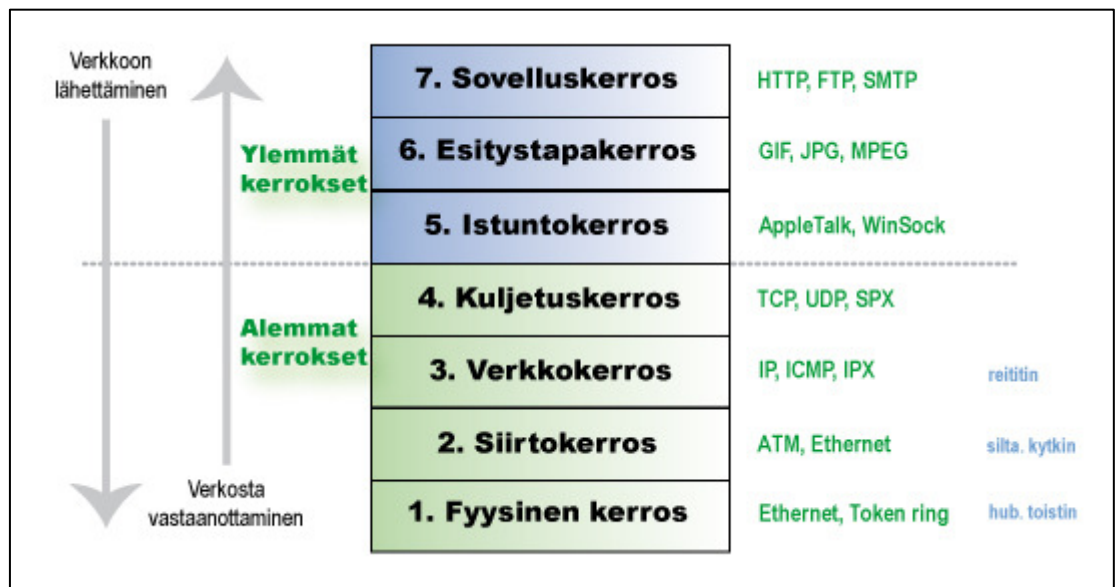 Verkkoon
lähettäminen
7. Sovelluskerros
HTTP, FTP, SMTP
Ylemmät
kerrokset
6. Esitystapakerros
GIF, JPG, MPEG
5. Istuntokerros
AppleTalk, WinSock
Alemmat
kerrokset
4. Kuljetuskerros
TCP, UDP, SPX
3. Verkkokerros
IP, ICMP, IPX
reititin
2. Siirtokerros
ATM, Ethernet
silta. kytkin
Verkosta
vastaanottaminen
1. Fyysinen kerros
Ethernet, Token ring
hub. toistin